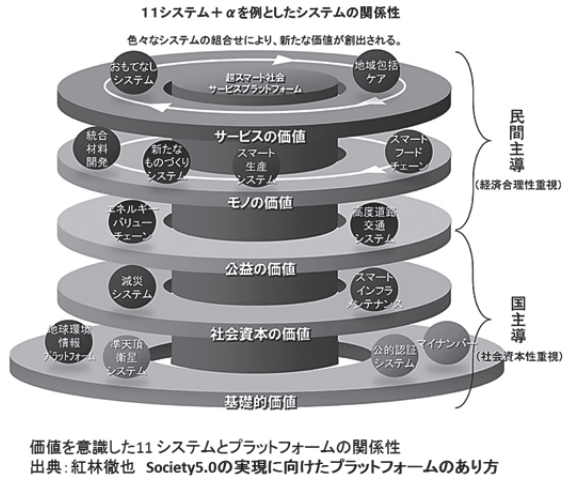 11システム＋αを例としたシステムの関係性
色々なシステムの組合せにより、新たな価値が創出される。
おもてなし
システム
超スマート社会
サービスプラットフォーム
地域包括
ケア
サービスの価値
統合
材料
開発
新たな
ものづくり
システム
スマート
生産
システム
スマート
フード
チェーン
モノの価値
エネルギー
バリュー
チェーン
高度道路
交通
システム
公益の価値
減災
システム
スマート
インフラ
メンテナンス
社会資本の価値
地球環境
情報
プラットフォーム
準天頂
衛星
システム
公的認証
システム
マイナンバー
基礎的価値
民間主導
(経済合理性重視)
国主導
(社会資本性重視)
価値を意識した11 システムとプラットフォームの関係性
出典：紅林徹也 Society5.0の実現に向けたプラットフォームのあり方